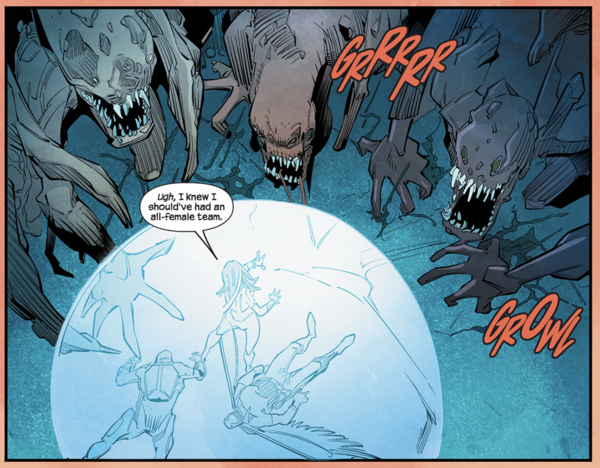 GRRRRR
Ugh, I knew I
should've had an
all-female team.
GROWL